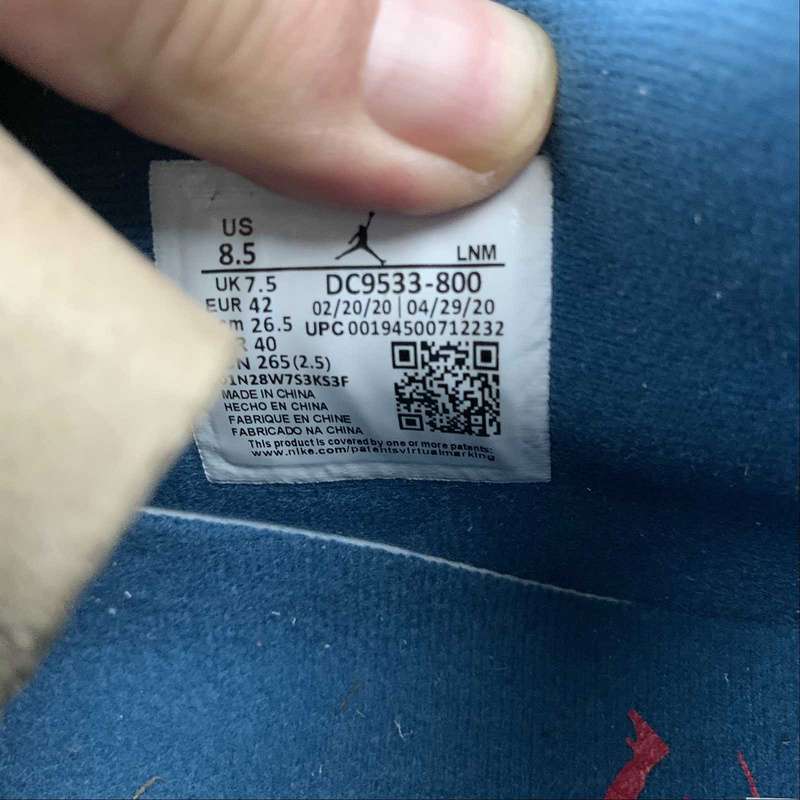 US
8.5
LNM
UK 7.5
DC9533-800
EUR 42
02/20/20 | 04/29/20
26.5
UPC 00194500712232
40
265(2.5)
1N28W7S3KS3F
MADE IN CHINA
HECHO EN CHINA
FABRIQUE EN CHINE
FABRICADO NA CHINA
This product is covered by one or more patents:
www.nike.com/patentsvirtualmarking